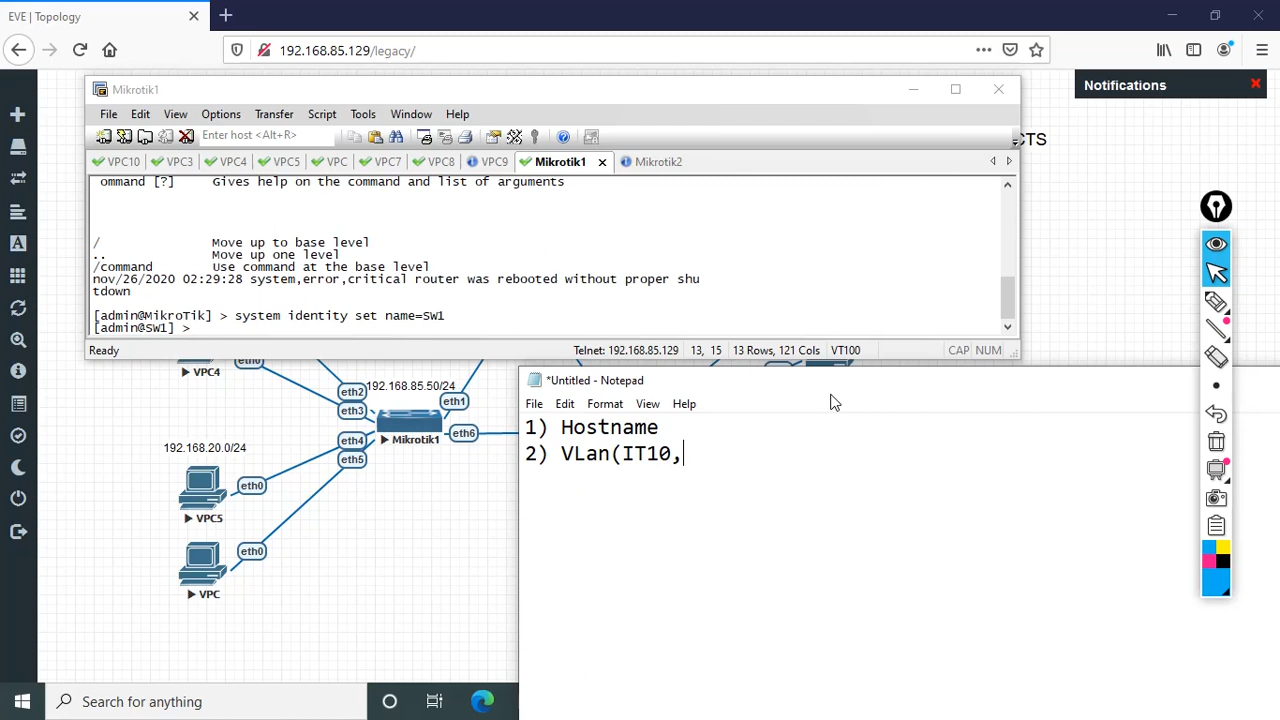 EVE | Topology
192.168.85.129/legacy/
Notifications
Mikrotik1
File Edit View Options Transfer Script Tools Window Help
Enter host <Alt+R>
CTS
VPC10 VPC3 VPC4 VPC5 VPC VPC7 VPC8 VPC9 Mikrotik1 Mikrotik2
ommand [?] Gives help on the command and list of arguments
/ Move up to base level
.. Move up one level
/command Use command at the base level
nov/26/2020 02:29:28 system,error,critical router was rebooted without proper shu
tdown
[admin@MikroTik] > system identity set name=SW1
[admin@SW1] >
Ready Telnet: 192.168.85.129 13, 15 13 Rows, 121 Cols VT100 CAP NUM
VPC4
eth0
eth2
192.168.85.50/24
eth1
eth3
Mikrotik1
eth4
eth6
eth5
192.168.20.0/24
eth0
VPC5
eth0
VPC
*Untitled - Notepad
File Edit Format View Help
1) Hostname
2) VLan(IT10,
Search for anything